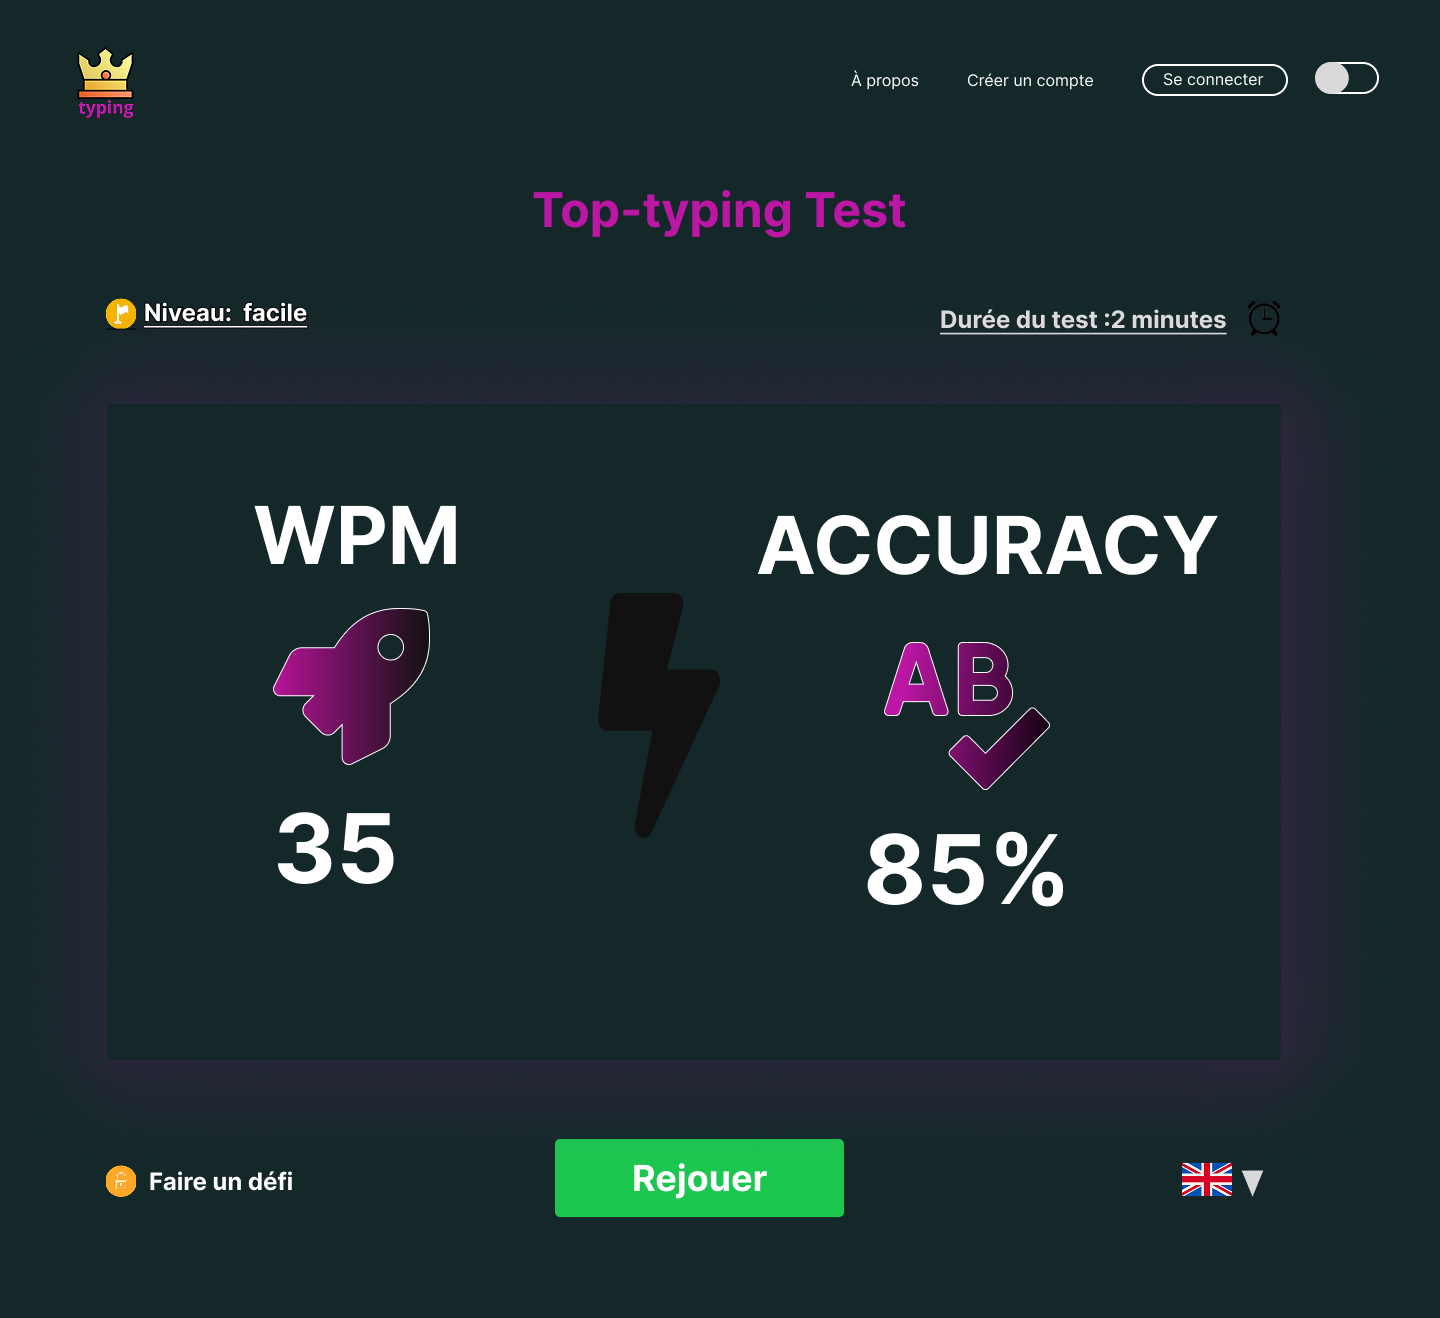 typing
À propos
Créer un compte
Se connecter
Top-typing Test
Niveau: facile
Durée du test :2 minutes
WPM
ACCURACY
AB
35
85%
Faire un défi
Rejouer